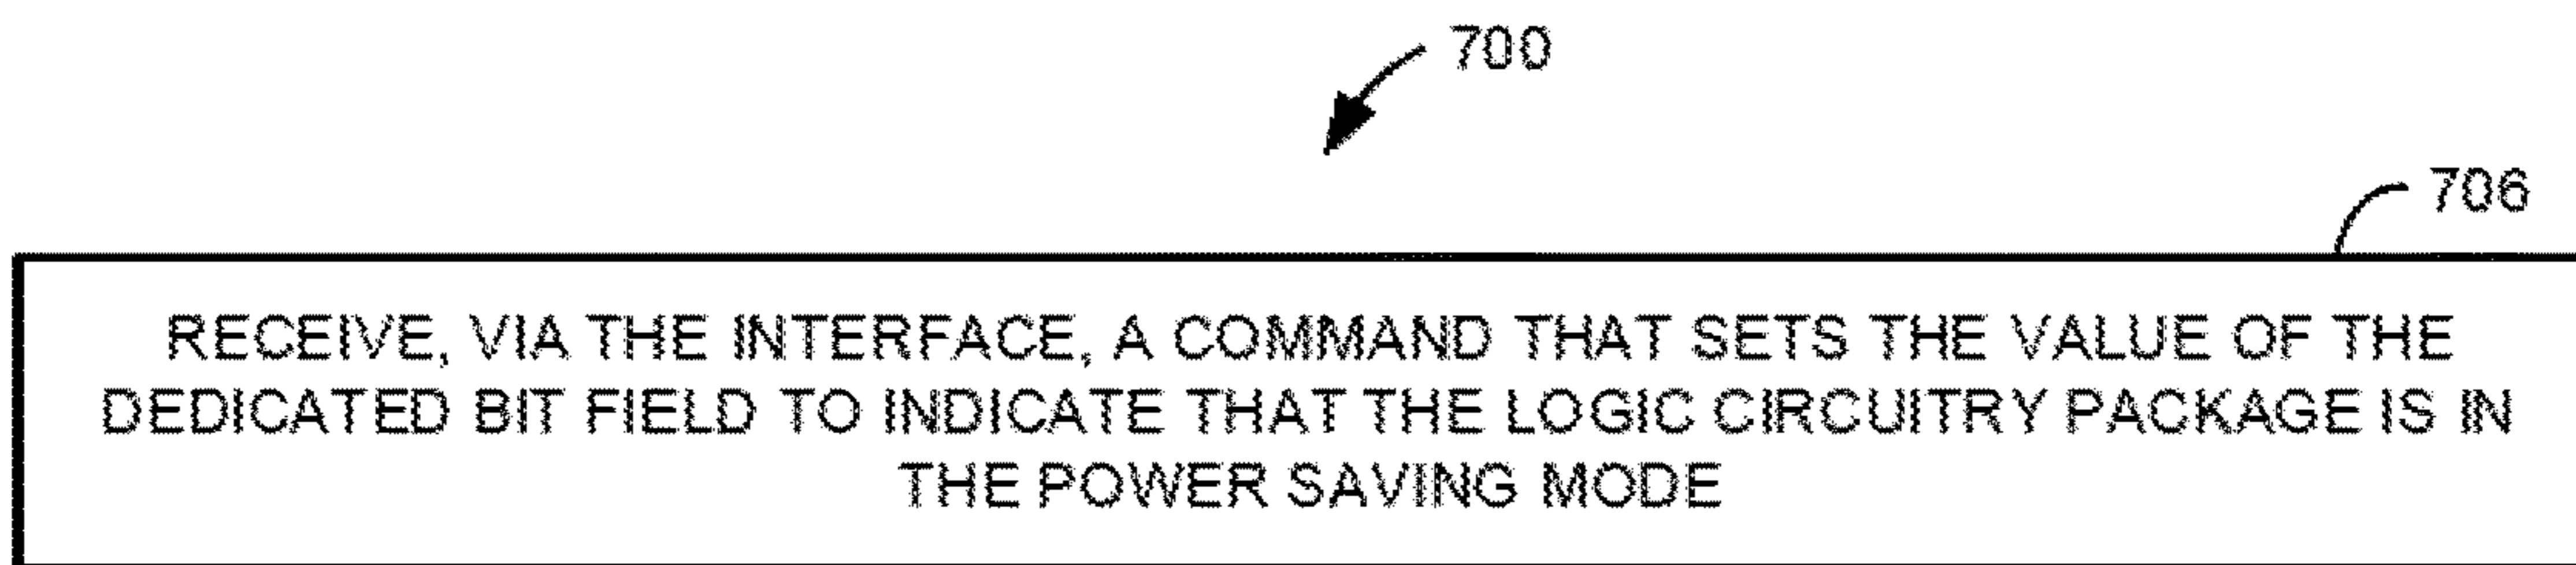 700
706
RECEIVE, VIA THE INTERFACE, A COMMAND THAT SETS THE VALUE OF THE
DEDICATED BIT FIELD TO INDICATE THAT THE LOGIC CIRCUITRY PACKAGE IS IN
THE POWER SAVING MODE